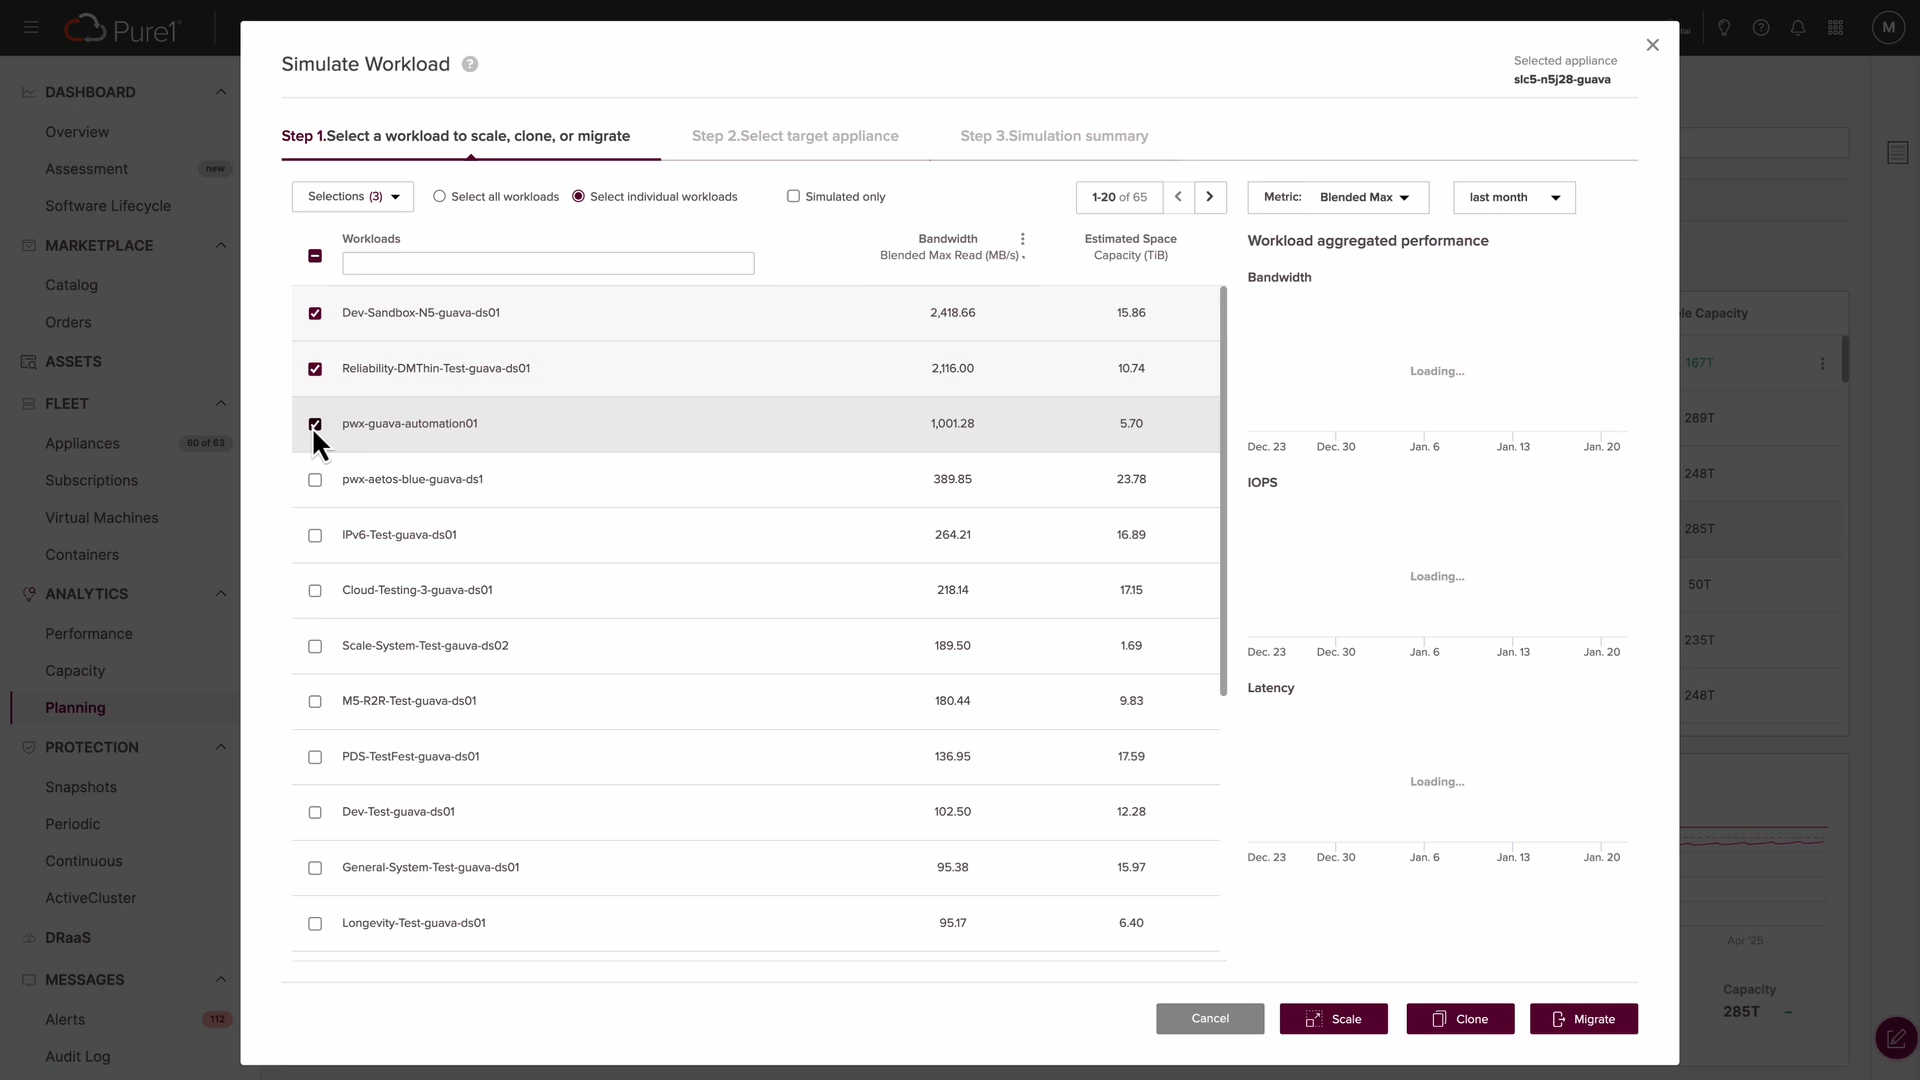 Pure1®
M
DASHBOARD
Overview
Assessment new
Software Lifecycle
MARKETPLACE
Catalog
Orders
ASSETS
FLEET
Appliances 60 of 63
Subscriptions
Virtual Machines
Containers
ANALYTICS
Performance
Capacity
Planning
PROTECTION
Snapshots
Periodic
Continuous
ActiveCluster
DRaaS
MESSAGES
Alerts 112
Audit Log
Simulate Workload ?
Selected appliance
slc5-n5j28-guava
Step 1.Select a workload to scale, clone, or migrate
Step 2.Select target appliance
Step 3.Simulation summary
Selections (3)
Select all workloads
Select individual workloads
Simulated only
1-20 of 65
Metric: Blended Max
last month
Workloads
Bandwidth
Blended Max Read (MB/s)
Estimated Space
Capacity (TiB)
Dev-Sandbox-N5-guava-ds01 2,418.66 15.86
Reliability-DMThin-Test-guava-ds01 2,116.00 10.74
pwx-guava-automation01 1,001.28 5.70
pwx-aetos-blue-guava-ds1 389.85 23.78
IPv6-Test-guava-ds01 264.21 16.89
Cloud-Testing-3-guava-ds01 218.14 17.15
Scale-System-Test-gauva-ds02 189.50 1.69
M5-R2R-Test-guava-ds01 180.44 9.83
PDS-TestFest-guava-ds01 136.95 17.59
Dev-Test-guava-ds01 102.50 12.28
General-System-Test-guava-ds01 95.38 15.97
Longevity-Test-guava-ds01 95.17 6.40
Workload aggregated performance
Bandwidth
Loading...
Dec. 23 Dec. 30 Jan. 6 Jan. 13 Jan. 20
IOPS
Loading...
Dec. 23 Dec. 30 Jan. 6 Jan. 13 Jan. 20
Latency
Loading...
Dec. 23 Dec. 30 Jan. 6 Jan. 13 Jan. 20
Cancel
Scale
Clone
Migrate
le Capacity
167T
289T
248T
285T
50T
235T
248T
Apr '25
Capacity
285T